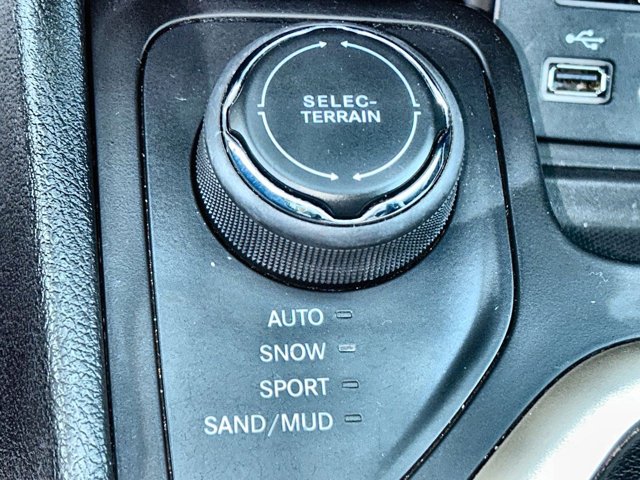 SELEC-
TERRAIN
AUTO
SNOW
SPORT
SAND/MUD